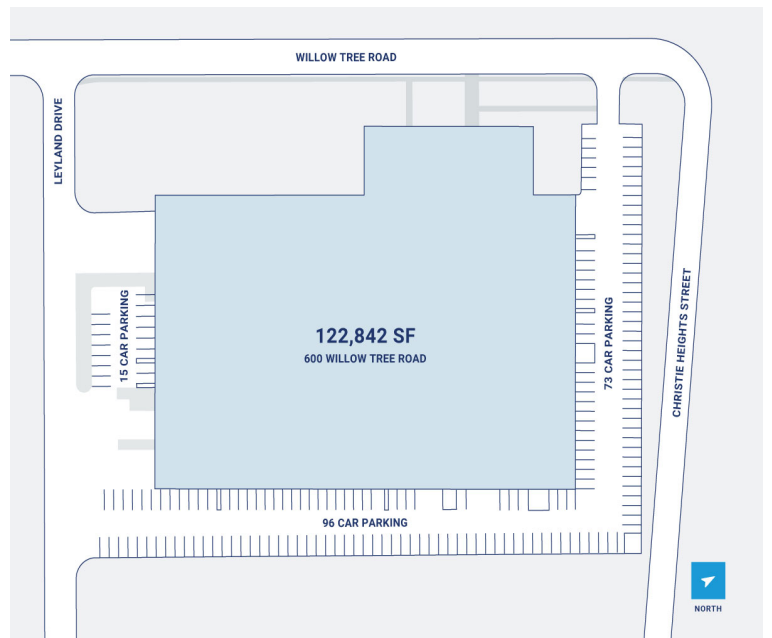 WILLOW TREE ROAD
LEYLAND DRIVE
15 CAR PARKING
122,842 SF
600 WILLOW TREE ROAD
73 CAR PARKING
CHRISTIE HEIGHTS STREET
96 CAR PARKING
NORTH